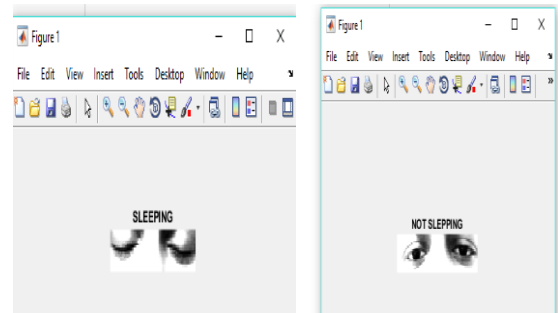 Figure 1
File Edit View Insert Tools Desktop Window Help
SLEEPING
Figure 1
File Edit View Insert Tools Desktop Window Help
NOT SLEPPING